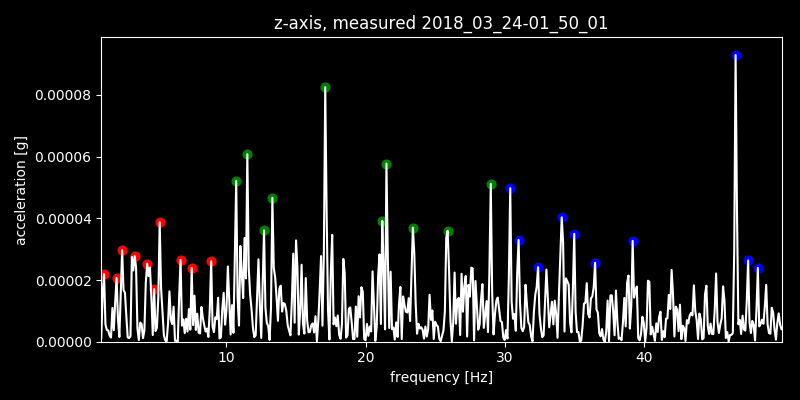 z-axis, measured 2018_03_24-01_50_01
acceleration [g]
0.00008
0.00006
0.00004
0.00002
0.00000
10 20 30 40
frequency [Hz]